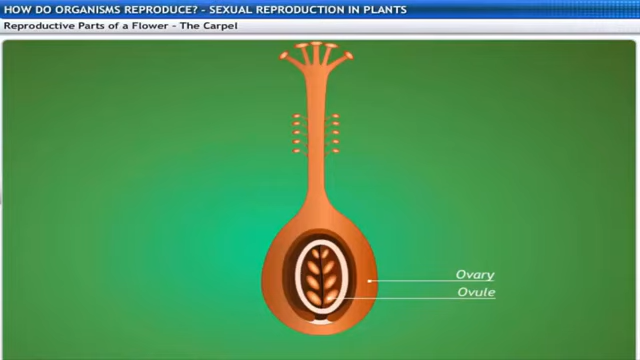 HOW DO ORGANISMS REPRODUCE? - SEXUAL REPRODUCTION IN PLANTS
Reproductive Parts of a Flower - The Carpel
Ovary
Ovule